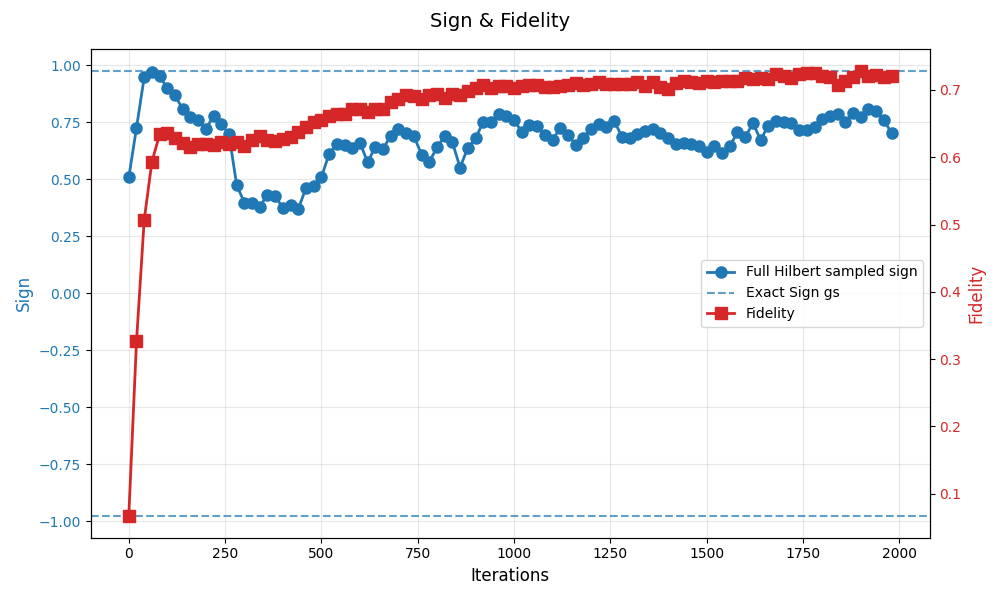 Sign & Fidelity
1.00
0.75
0.50
0.25
0.00
−0.25
−0.50
−0.75
−1.00
Sign
0.7
0.6
0.5
0.4
0.3
0.2
0.1
Fidelity
Full Hilbert sampled sign
Exact Sign gs
Fidelity
0 250 500 750 1000 1250 1500 1750 2000
Iterations